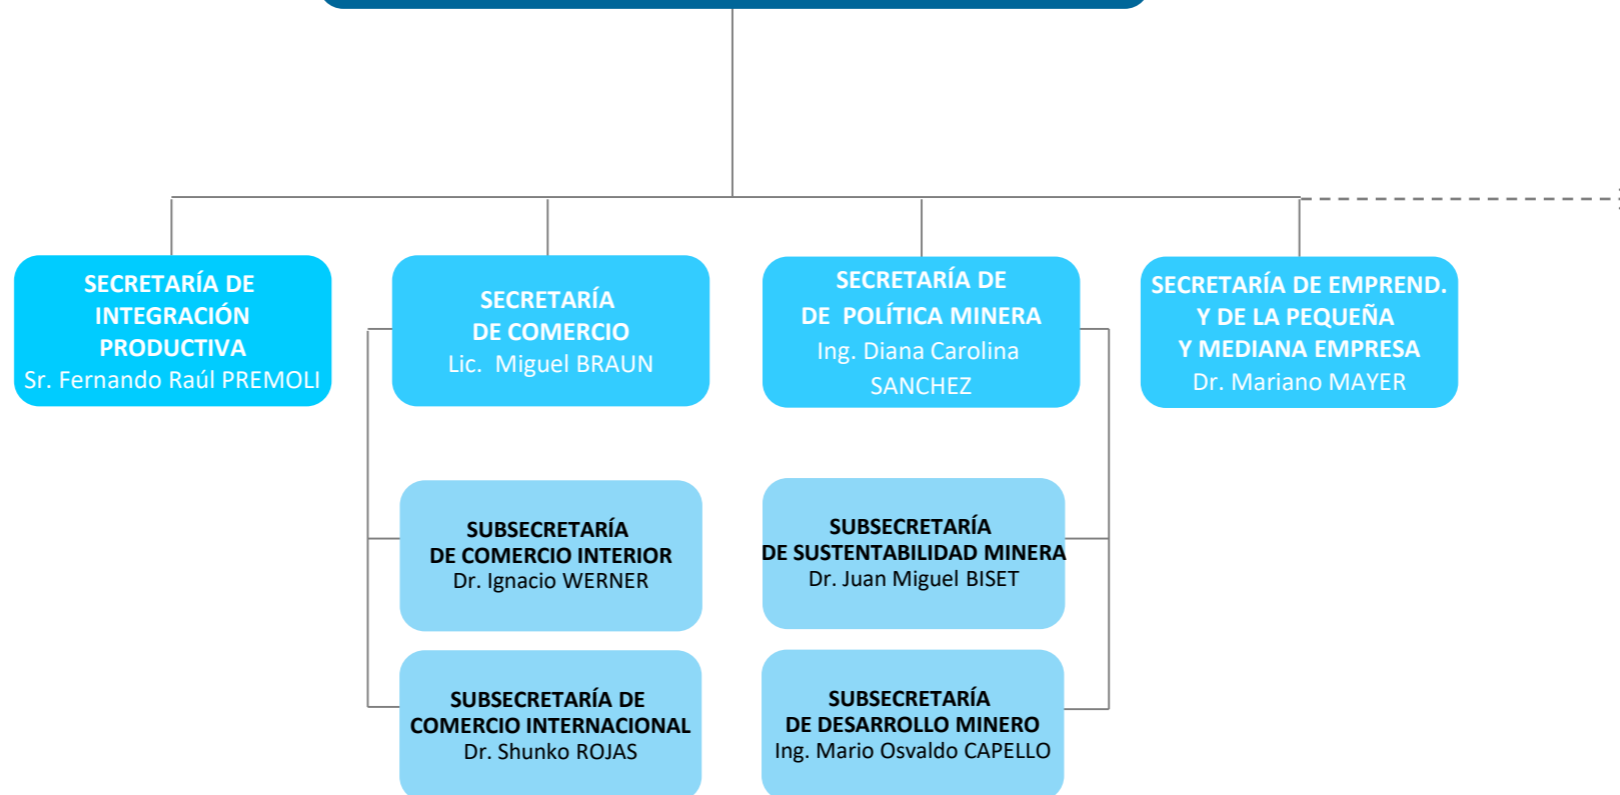 SECRETARÍA DE
INTEGRACIÓN
PRODUCTIVA
Sr. Fernando Raúl PREMOLI
SECRETARÍA
DE COMERCIO
Lic. Miguel BRAUN
SECRETARÍA DE
DE POLÍTICA MINERA
Ing. Diana Carolina
SANCHEZ
SECRETARÍA DE EMPREND.
Y DE LA PEQUEÑA
Y MEDIANA EMPRESA
Dr. Mariano MAYER
SUBSECRETARÍA
DE COMERCIO INTERIOR
Dr. Ignacio WERNER
SUBSECRETARÍA
DE SUSTENTABILIDAD MINERA
Dr. Juan Miguel BISET
SUBSECRETARÍA DE
COMERCIO INTERNACIONAL
Dr. Shunko ROJAS
SUBSECRETARÍA
DE DESARROLLO MINERO
Ing. Mario Osvaldo CAPELLO